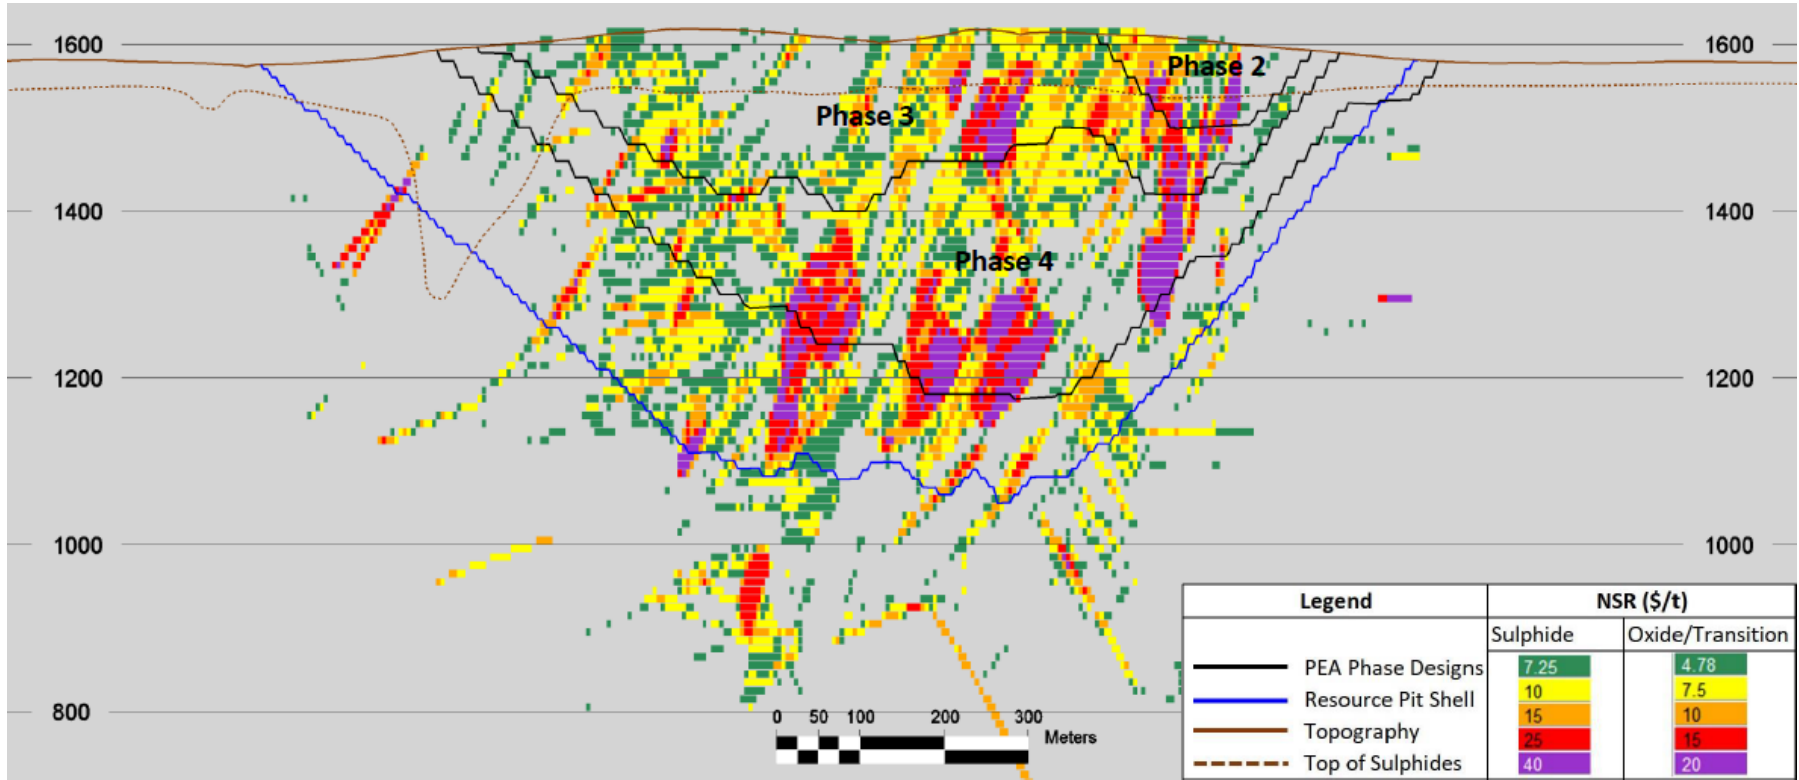 1600
1600
Phase 2
Phase 3
1400
1400
Phase 4
1200
1200
1000
1000
800
0 50 100 200 300
Meters
Legend NSR ($/t)
Sulphide Oxide/Transition
PEA Phase Designs 7.25 4.78
Resource Pit Shell 10 7.5
Topography 15 10
Top of Sulphides 25 15
40 20